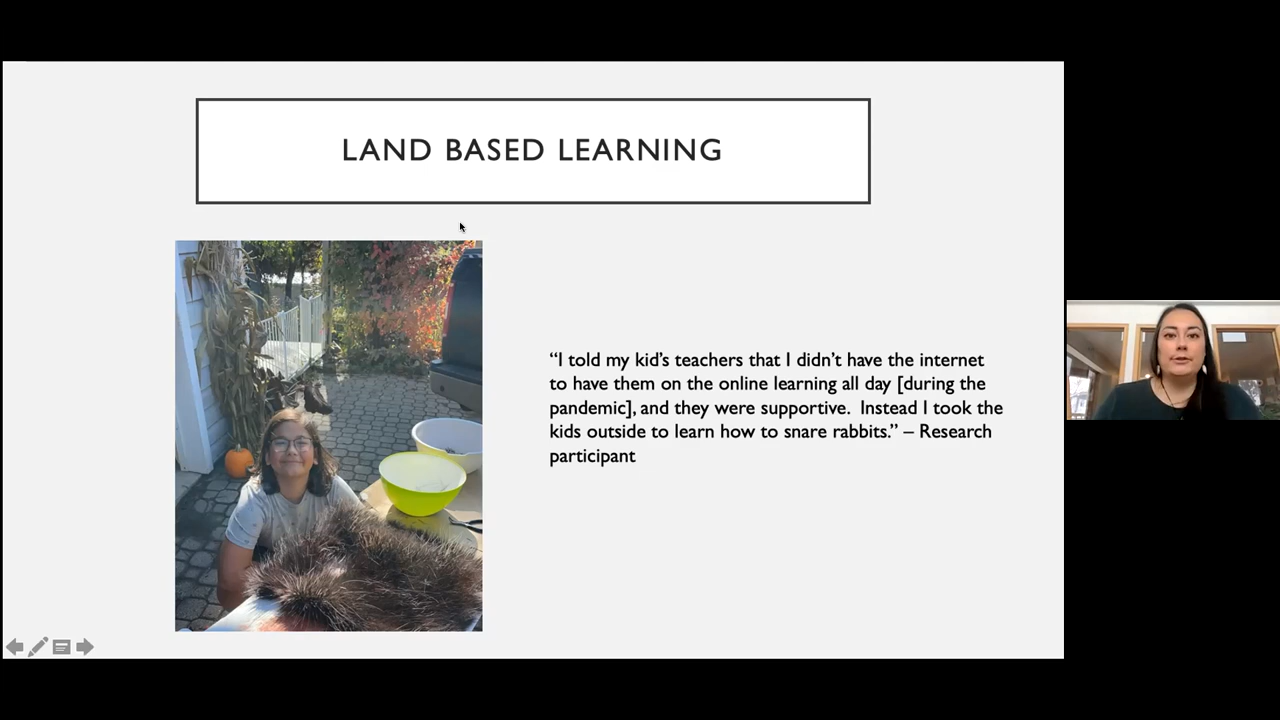 LAND BASED LEARNING
“I told my kid’s teachers that I didn’t have the internet
to have them on the online learning all day [during the
pandemic], and they were supportive.  Instead I took the
kids outside to learn how to snare rabbits.” – Research
participant